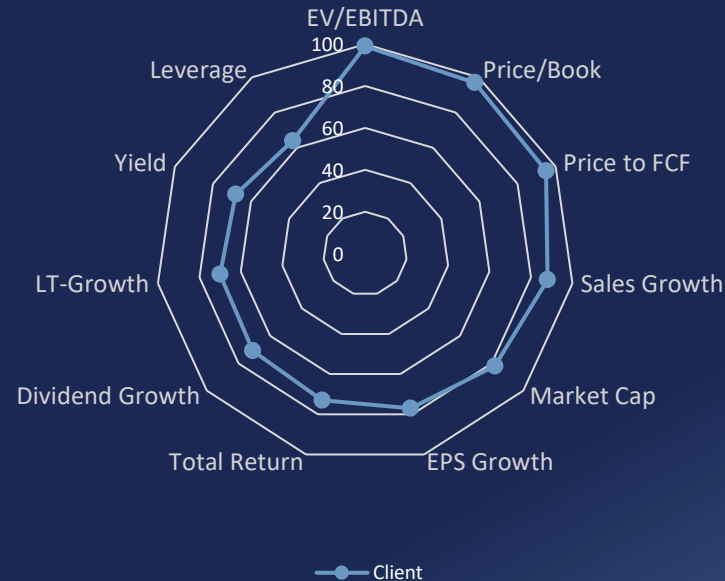 EV/EBITDA
Price/Book
Price to FCF
Sales Growth
Market Cap
EPS Growth
Total Return
Dividend Growth
LT-Growth
Yield
Leverage
100
80
60
40
20
0
Client